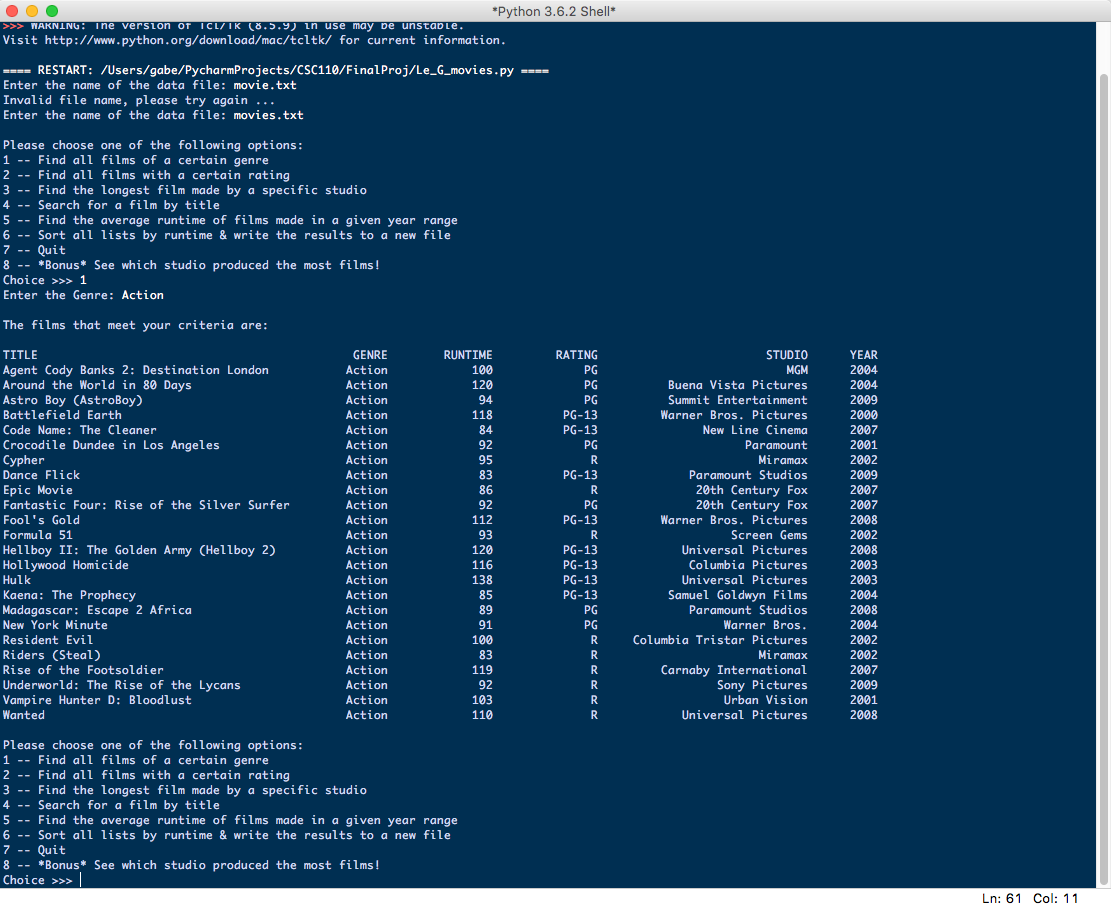 *Python 3.6.2 Shell*
>>> WARNING: The version of Tcl/Tk (8.5.9) in use may be unstable.
Visit http://www.python.org/download/mac/tcltk/ for current information.
==== RESTART: /Users/gabe/PycharmProjects/CSC110/FinalProj/Le_G_movies.py ====
Enter the name of the data file: movie.txt
Invalid file name, please try again ...
Enter the name of the data file: movies.txt
Please choose one of the following options:
1 -- Find all films of a certain genre
2 -- Find all films with a certain rating
3 -- Find the longest film made by a specific studio
4 -- Search for a film by title
5 -- Find the average runtime of films made in a given year range
6 -- Sort all lists by runtime & write the results to a new file
7 -- Quit
8 -- *Bonus* See which studio produced the most films!
Choice >>> 1
Enter the Genre: Action
The films that meet your criteria are:
TITLE GENRE RUNTIME RATING STUDIO YEAR
Agent Cody Banks 2: Destination London Action 100 PG MGM 2004
Around the World in 80 Days Action 120 PG Buena Vista Pictures 2004
Astro Boy (AstroBoy) Action 94 PG Summit Entertainment 2009
Battlefield Earth Action 118 PG-13 Warner Bros. Pictures 2000
Code Name: The Cleaner Action 84 PG-13 New Line Cinema 2007
Crocodile Dundee in Los Angeles Action 92 PG Paramount 2001
Cypher Action 95 R Miramax 2002
Dance Flick Action 83 PG-13 Paramount Studios 2009
Epic Movie Action 86 R 20th Century Fox 2007
Fantastic Four: Rise of the Silver Surfer Action 92 PG 20th Century Fox 2007
Fool's Gold Action 112 PG-13 Warner Bros. Pictures 2008
Formula 51 Action 93 R Screen Gems 2002
Hellboy II: The Golden Army (Hellboy 2) Action 120 PG-13 Universal Pictures 2008
Hollywood Homicide Action 116 PG-13 Columbia Pictures 2003
Hulk Action 138 PG-13 Universal Pictures 2003
Kaena: The Prophecy Action 85 PG-13 Samuel Goldwyn Films 2004
Madagascar: Escape 2 Africa Action 89 PG Paramount Studios 2008
New York Minute Action 91 PG Warner Bros. 2004
Resident Evil Action 100 R Columbia Tristar Pictures 2002
Riders (Steal) Action 83 R Miramax 2002
Rise of the Footsoldier Action 119 R Carnaby International 2007
Underworld: The Rise of the Lycans Action 92 R Sony Pictures 2009
Vampire Hunter D: Bloodlust Action 103 R Urban Vision 2001
Wanted Action 110 R Universal Pictures 2008
Please choose one of the following options:
1 -- Find all films of a certain genre
2 -- Find all films with a certain rating
3 -- Find the longest film made by a specific studio
4 -- Search for a film by title
5 -- Find the average runtime of films made in a given year range
6 -- Sort all lists by runtime & write the results to a new file
7 -- Quit
8 -- *Bonus* See which studio produced the most films!
Choice >>>
Ln: 61 Col: 11